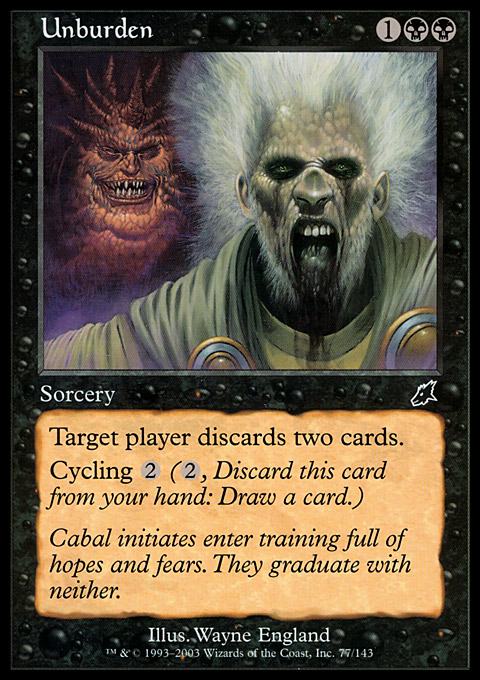 Unburden 1
Sorcery
Target player discards two cards.
Cycling 2 (2, Discard this card
from your hand: Draw a card.)
Cabal initiates enter training full of
hopes and fears. They graduate with
neither.
Illus. Wayne England
™ & © 1993–2003 Wizards of the Coast, Inc. 77/143